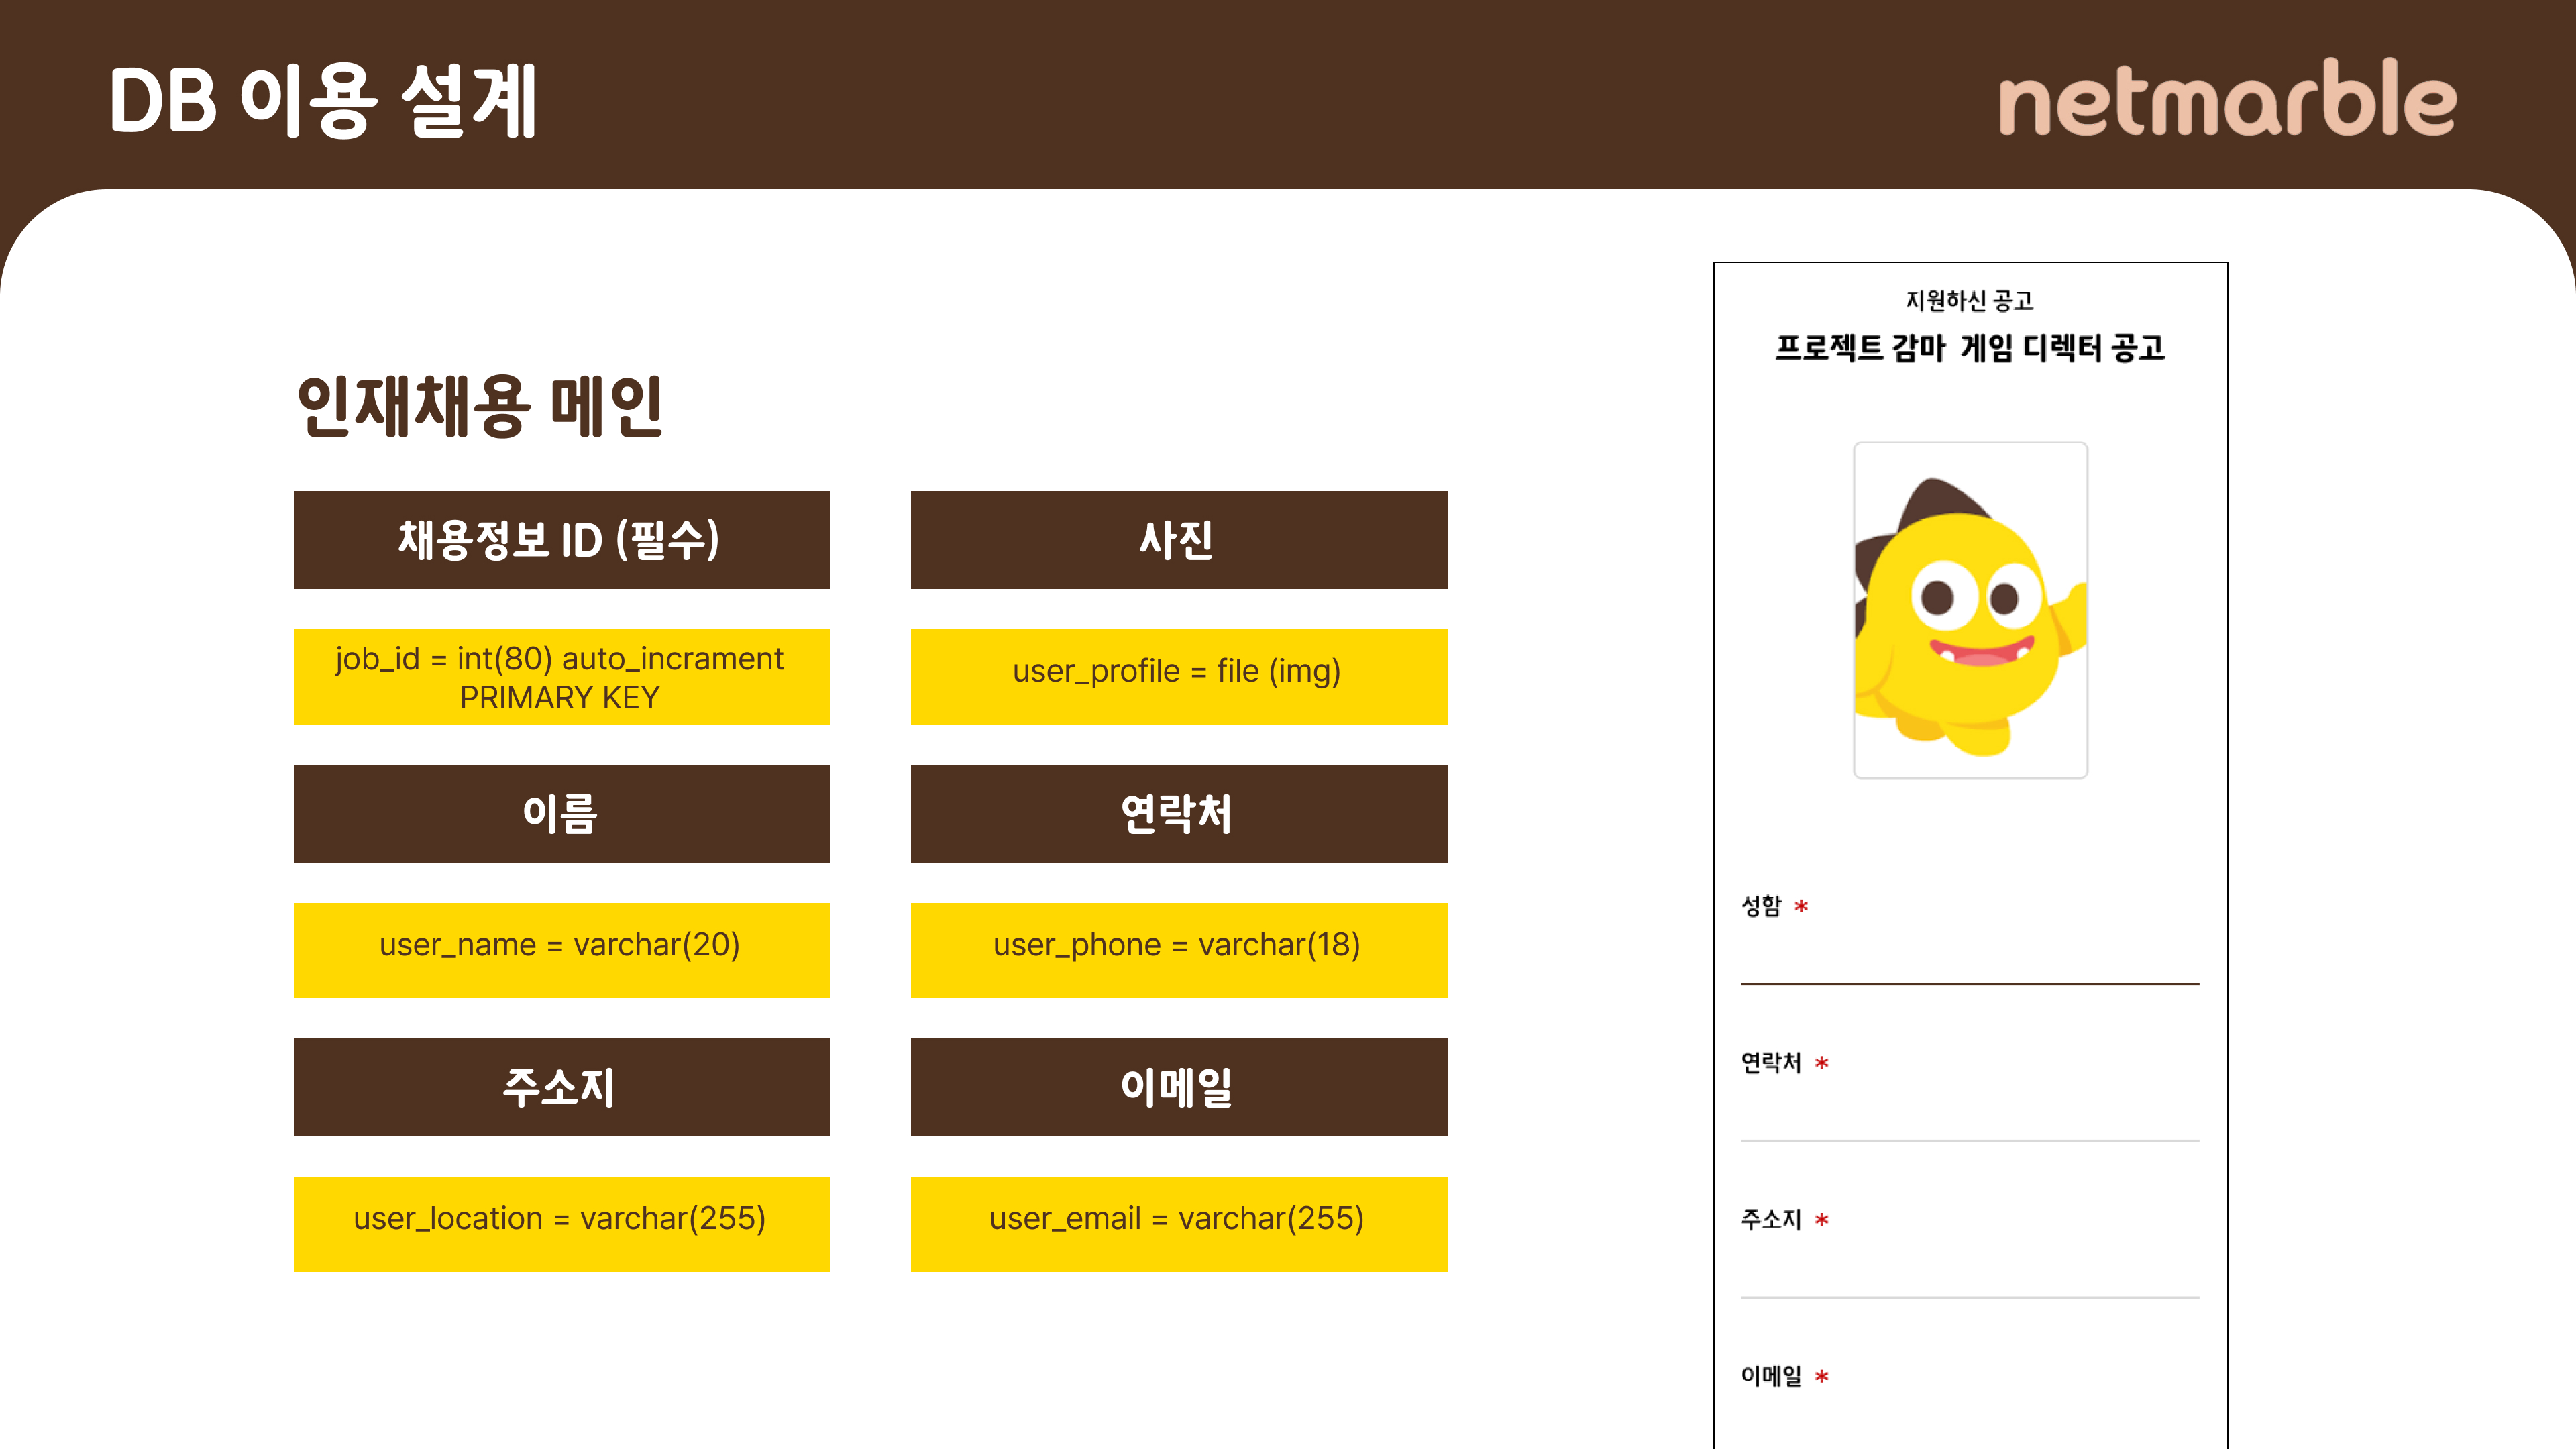 DB 이용 설계
netmarble
인재채용 메인
채용정보 ID (필수)
사진
job_id = int(80) auto_incrament
PRIMARY KEY
user_profile = file (img)
이름
연락처
user_name = varchar(20)
user_phone = varchar(18)
주소지
이메일
user_location = varchar(255)
user_email = varchar(255)
지원하신 공고
프로젝트 감마 게임 디렉터 공고
성함 *
연락처 *
주소지 *
이메일 *